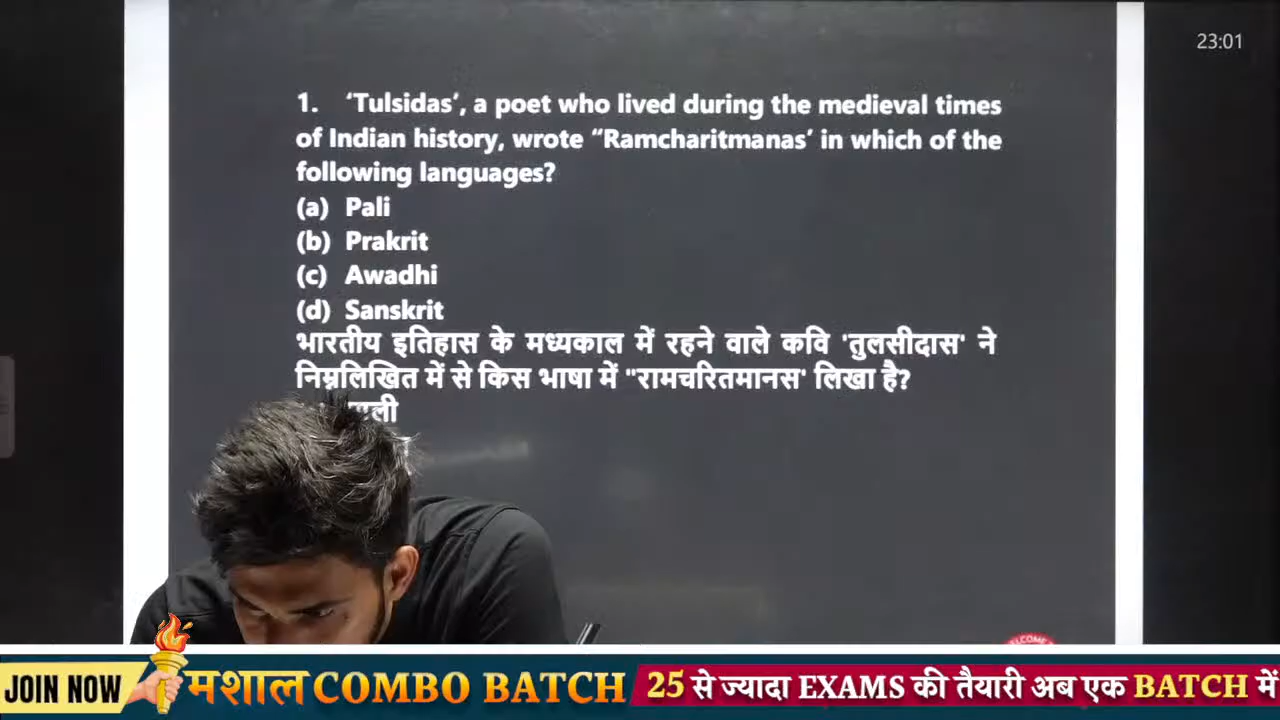 23:01
1. ‘Tulsidas’, a poet who lived during the medieval times
of Indian history, wrote “Ramcharitmanas’ in which of the
following languages?
(a) Pali
(b) Prakrit
(c) Awadhi
(d) Sanskrit
भारतीय इतिहास के मध्यकाल में रहने वाले कवि 'तुलसीदास' ने
निम्नलिखित में से किस भाषा में "रामचरितमानस' लिखा है?
WELCOME
JOIN NOW
मशाल COMBO BATCH
25 से ज्यादा EXAMS की तैयारी अब एक BATCH में